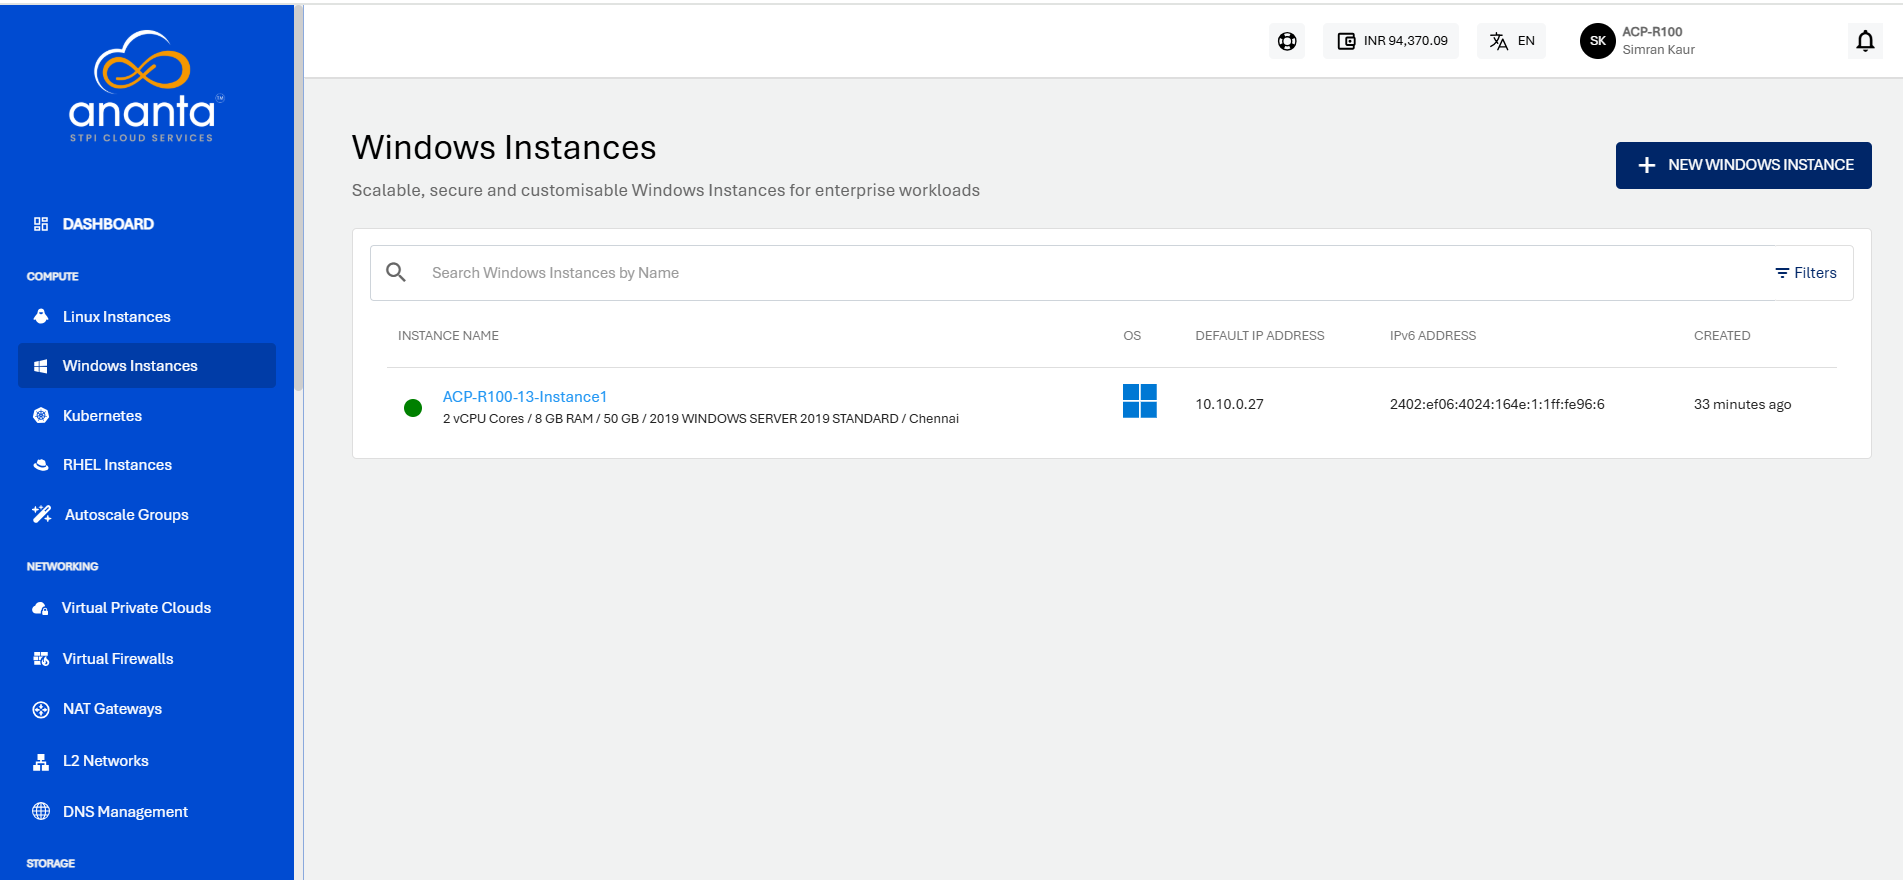 ananta
TM
STPI CLOUD SERVICES
DASHBOARD
COMPUTE
Linux Instances
Windows Instances
Kubernetes
RHEL Instances
Autoscale Groups
NETWORKING
Virtual Private Clouds
Virtual Firewalls
NAT Gateways
L2 Networks
DNS Management
STORAGE
INR 94,370.09
EN
SK
ACP-R100
Simran Kaur
Windows Instances
Scalable, secure and customisable Windows Instances for enterprise workloads
NEW WINDOWS INSTANCE
Search Windows Instances by Name
Filters
INSTANCE NAME OS DEFAULT IP ADDRESS IPv6 ADDRESS CREATED
ACP-R100-13-Instance1
2 vCPU Cores / 8 GB RAM / 50 GB / 2019 WINDOWS SERVER 2019 STANDARD / Chennai
10.10.0.27 2402:ef06:4024:164e:1:1ff:fe96:6 33 minutes ago